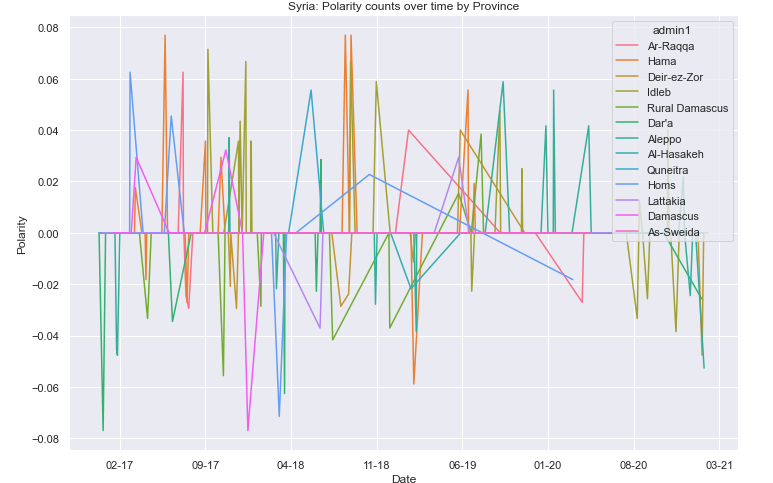 Syria: Polarity counts over time by Province
0.08
0.06
0.04
0.02
0.00
−0.02
−0.04
−0.06
−0.08
Polarity
admin1
Ar-Raqqa
Hama
Deir-ez-Zor
Idleb
Rural Damascus
Dar'a
Aleppo
Al-Hasakeh
Quneitra
Homs
Lattakia
Damascus
As-Sweida
02-17 09-17 04-18 11-18 06-19 01-20 08-20 03-21
Date